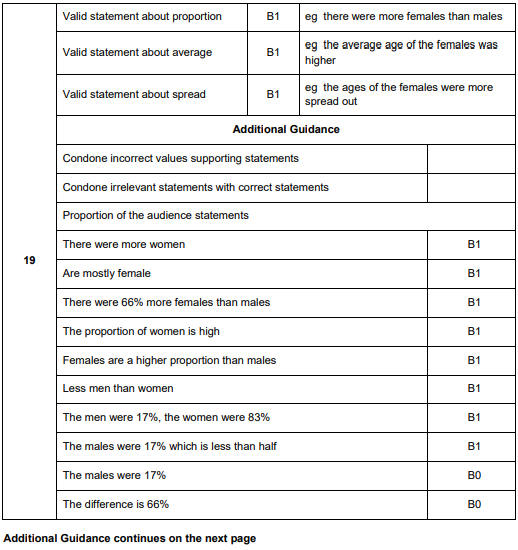 Valid statement about proportion B1 eg there were more females than males
Valid statement about average B1 eg the average age of the females was
higher
Valid statement about spread B1 eg the ages of the females were more
spread out
Additional Guidance
Condone incorrect values supporting statements
Condone irrelevant statements with correct statements
Proportion of the audience statements
There were more women B1
19
Are mostly female B1
There were 66% more females than males B1
The proportion of women is high B1
Females are a higher proportion than males B1
Less men than women B1
The men were 17%, the women were 83% B1
The males were 17% which is less than half B1
The males were 17% B0
The difference is 66% B0
Additional Guidance continues on the next page